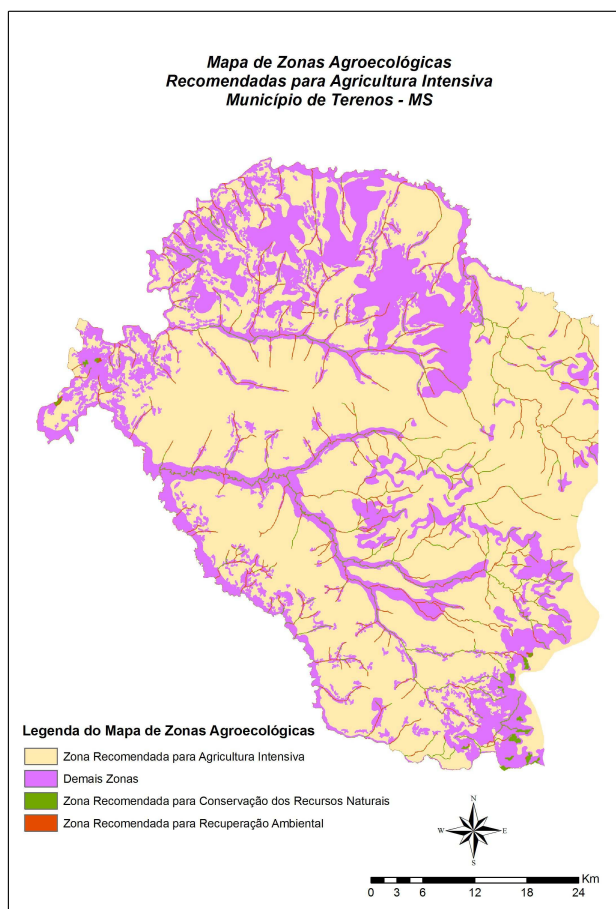 Mapa de Zonas Agroecológicas
Recomendadas para Agricultura Intensiva
Município de Terenos - MS
Legenda do Mapa de Zonas Agroecológicas
Zona Recomendada para Agricultura Intensiva
Demais Zonas
Zona Recomendada para Conservação dos Recursos Naturais
Zona Recomendada para Recuperação Ambiental
N
W E
S
Km
0 3 6 12 18 24